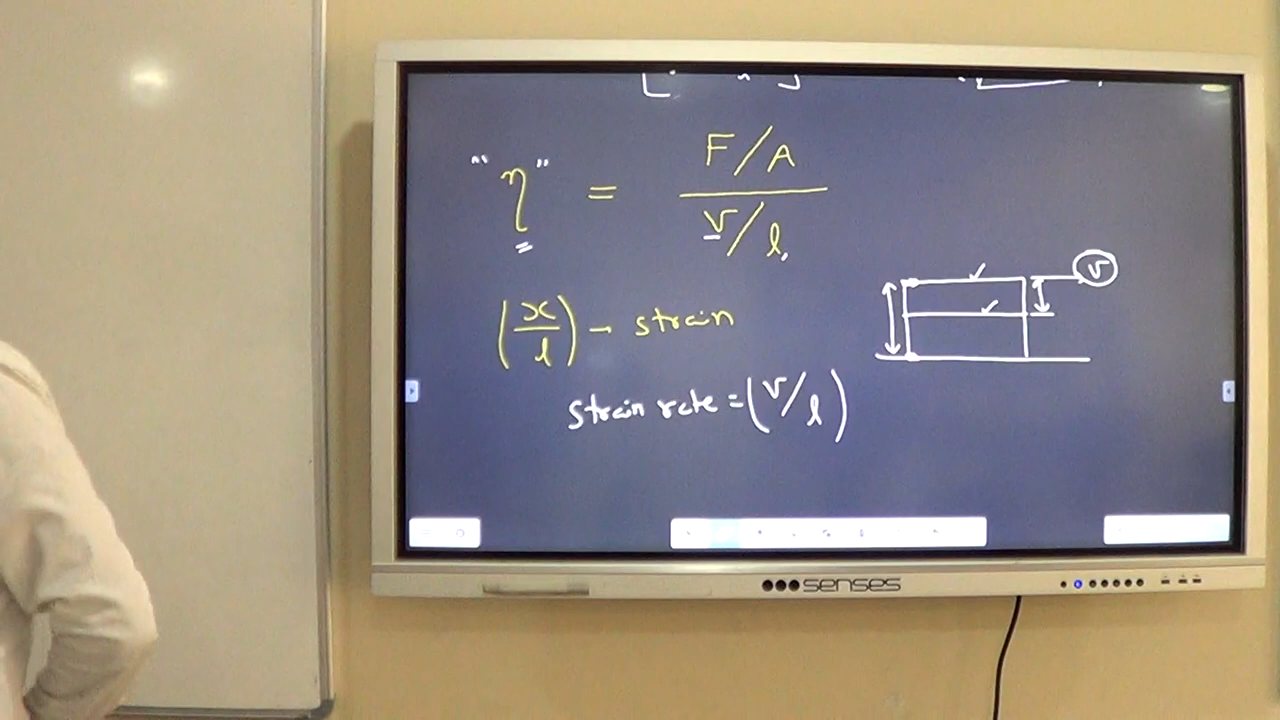 "η" = F/A
V/l
(x/l) → strain
V
strain rate = (V/l)
senses